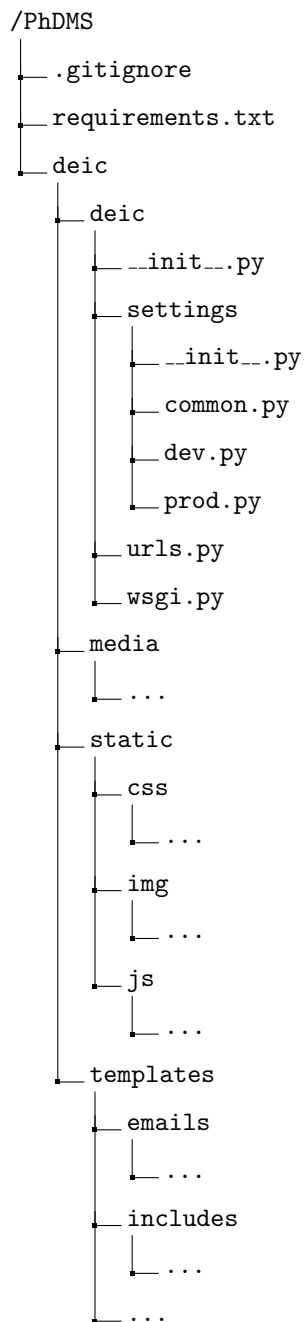 /PhDMS
.gitignore
requirements.txt
deic
deic
__init__.py
settings
__init__.py
common.py
dev.py
prod.py
urls.py
wsgi.py
media
...
static
css
...
img
...
js
...
templates
emails
...
includes
...
...